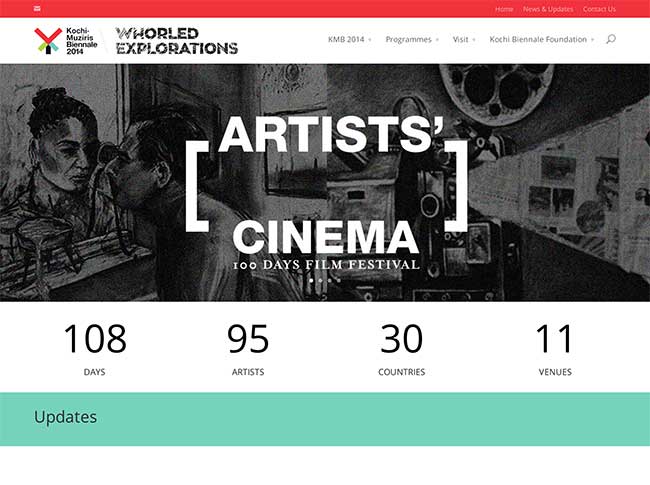 Home News & Updates Contact Us
Kochi-
Muziris
Biennale
2014
WHORLED
EXPLORATIONS
KMB 2014 + Programmes + Visit + Kochi Biennale Foundation +
ARTISTS'
CINEMA
100 DAYS FILM FESTIVAL
108 95 30 11
DAYS ARTISTS COUNTRIES VENUES
Updates